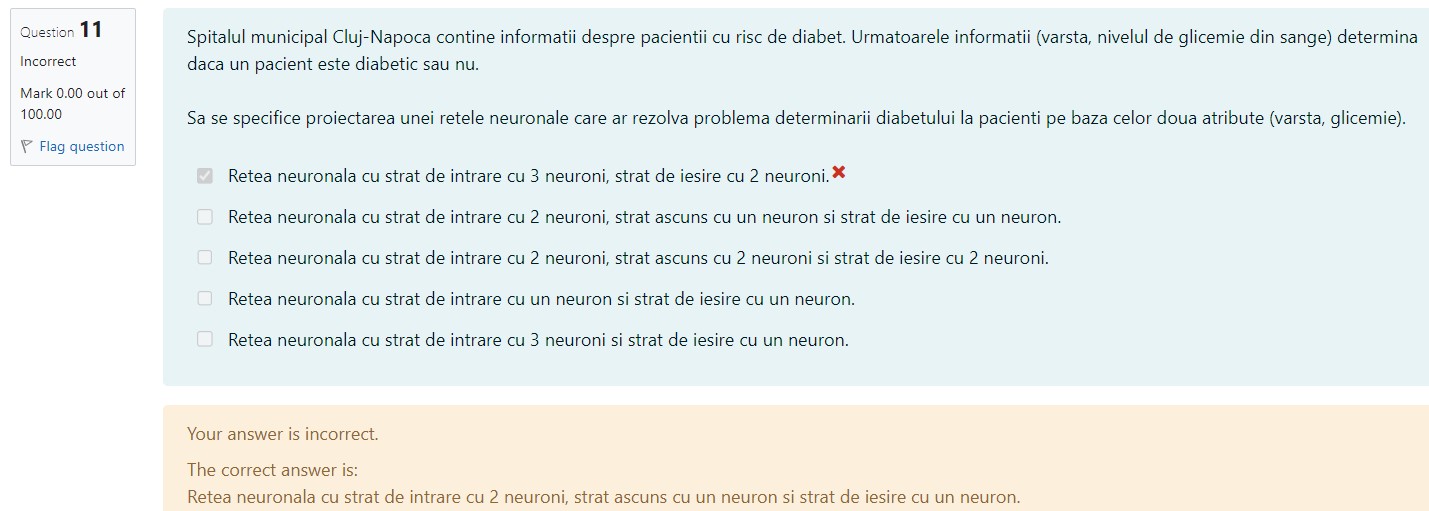 Question 11
Incorrect
Mark 0.00 out of
100.00
Flag question
Spitalul municipal Cluj-Napoca contine informatii despre pacientii cu risc de diabet. Urmatoarele informatii (varsta, nivelul de glicemie din sange) determina
daca un pacient este diabetic sau nu.
Sa se specifice proiectarea unei retele neuronale care ar rezolva problema determinarii diabetului la pacienti pe baza celor doua atribute (varsta, glicemie).
Retea neuronala cu strat de intrare cu 3 neuroni, strat de iesire cu 2 neuroni.
Retea neuronala cu strat de intrare cu 2 neuroni, strat ascuns cu un neuron si strat de iesire cu un neuron.
Retea neuronala cu strat de intrare cu 2 neuroni, strat ascuns cu 2 neuroni si strat de iesire cu 2 neuroni.
Retea neuronala cu strat de intrare cu un neuron si strat de iesire cu un neuron.
Retea neuronala cu strat de intrare cu 3 neuroni si strat de iesire cu un neuron.
Your answer is incorrect.
The correct answer is:
Retea neuronala cu strat de intrare cu 2 neuroni, strat ascuns cu un neuron si strat de iesire cu un neuron.